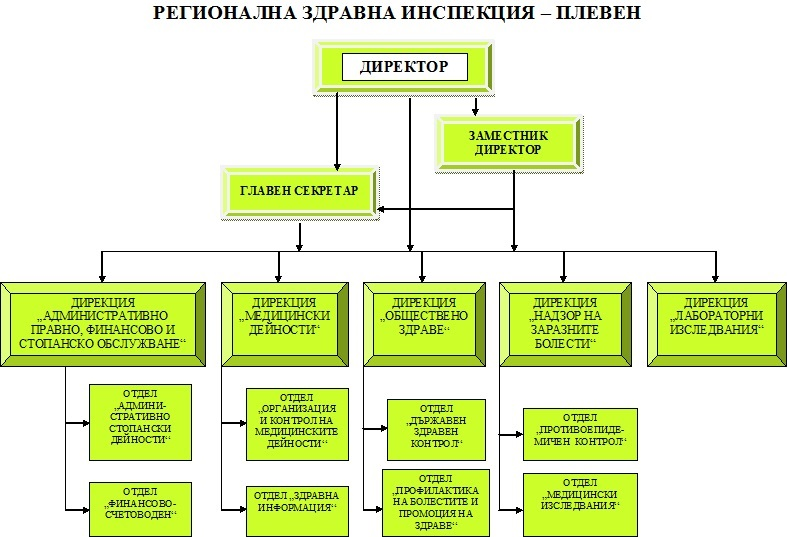 РЕГИОНАЛНА ЗДРАВНА ИНСПЕКЦИЯ – ПЛЕВЕН
ДИРЕКТОР
ЗАМЕСТНИК
ДИРЕКТОР
ГЛАВЕН СЕКРЕТАР
ДИРЕКЦИЯ
„АДМИНИСТРАТИВНО
ПРАВНО, ФИНАНСОВО И
СТОПАНСКО ОБСЛУЖВАНЕ“
ДИРЕКЦИЯ
„МЕДИЦИНСКИ
ДЕЙНОСТИ“
ДИРЕКЦИЯ
„ОБЩЕСТВЕНО
ЗДРАВЕ“
ДИРЕКЦИЯ
„НАДЗОР НА
ЗАРАЗНИТЕ
БОЛЕСТИ“
ДИРЕКЦИЯ
„ЛАБОРАТОРНИ
ИЗСЛЕДВАНИЯ“
ОТДЕЛ
„АДМИНИ-
СТРАТИВНО
СТОПАНСКИ
ДЕЙНОСТИ“
ОТДЕЛ
„ОРГАНИЗАЦИЯ
И КОНТРОЛ НА
МЕДИЦИНСКИТЕ
ДЕЙНОСТИ“
ОТДЕЛ
„ДЪРЖАВЕН
ЗДРАВЕН
КОНТРОЛ“
ОТДЕЛ
„ПРОТИВОЕПИДЕ-
МИЧЕН КОНТРОЛ“
ОТДЕЛ
„ФИНАНСОВО-
СЧЕТОВОДЕН“
ОТДЕЛ „ЗДРАВНА
ИНФОРМАЦИЯ“
ОТДЕЛ
„ПРОФИЛАКТИКА
НА БОЛЕСТИТЕ И
ПРОМОЦИЯ НА
ЗДРАВЕ“
ОТДЕЛ
„МЕДИЦИНСКИ
ИЗСЛЕДВАНИЯ“